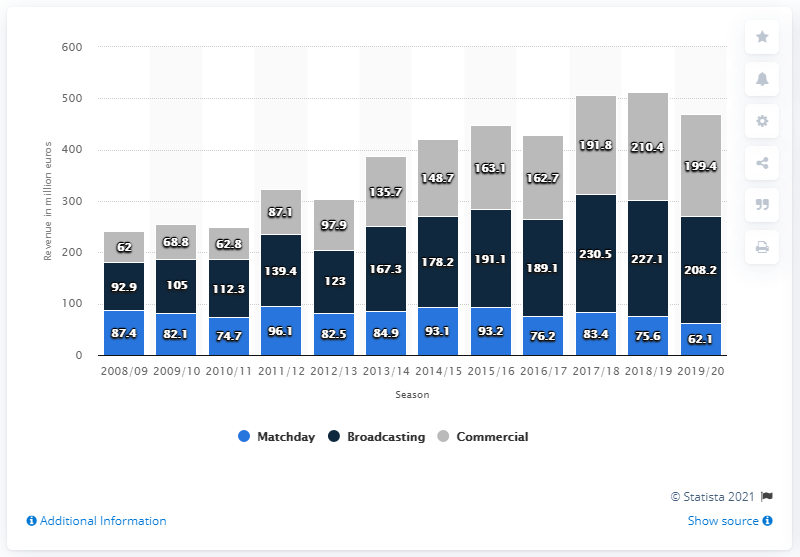 600
500
400
300
200
100
0
Revenue in million euros
62 68.8 62.8 87.1 97.9 135.7 148.7 163.1 162.7 191.8 210.4 199.4
92.9 105 112.3 139.4 123 167.3 178.2 191.1 189.1 230.5 227.1 208.2
87.4 82.1 74.7 96.1 82.5 84.9 93.1 93.2 76.2 83.4 75.6 62.1
2008/09 2009/10 2010/11 2011/12 2012/13 2013/14 2014/15 2015/16 2016/17 2017/18 2018/19 2019/20
Season
Matchday Broadcasting Commercial
© Statista 2021
Additional Information Show source